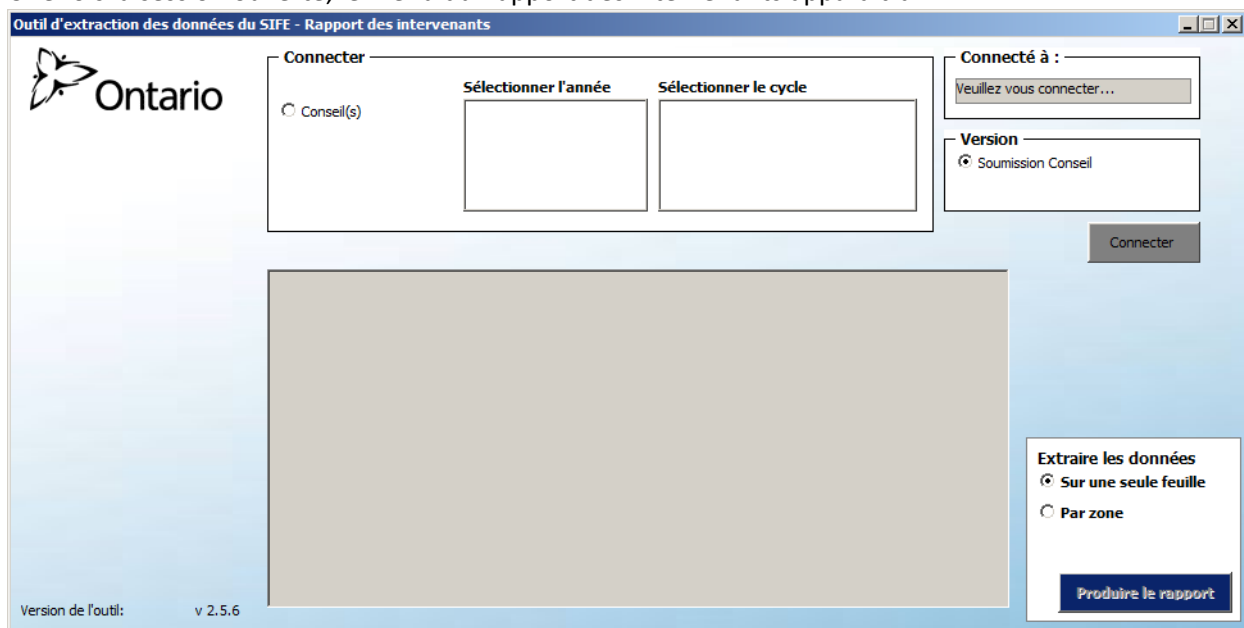 Outil d'extraction des données du SIFE - Rapport des intervenants
Ontario
Connecter
Sélectionner l'année
Sélectionner le cycle
Conseil(s)
Connecté à :
Veuillez vous connecter...
Version
Soumission Conseil
Connecter
Extraire les données
Sur une seule feuille
Par zone
Produire le rapport
Version de l'outil: v 2.5.6